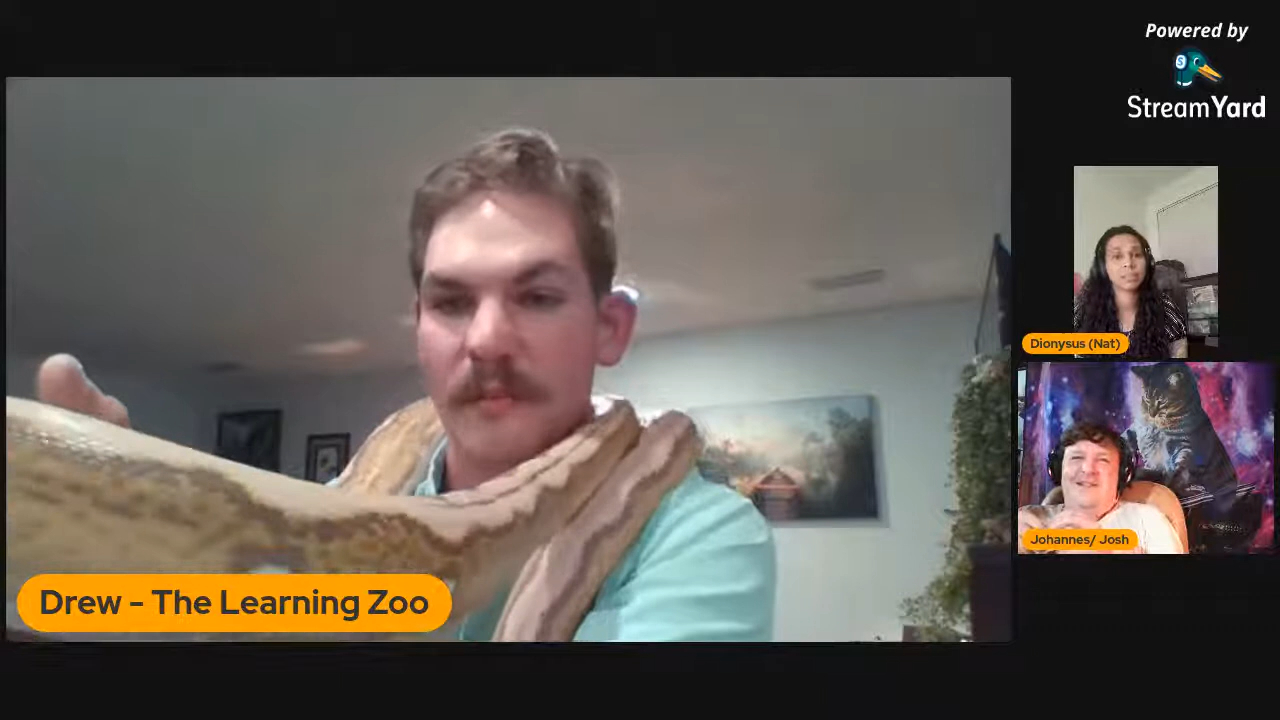 Powered by
StreamYard
Dionysus (Nat)
Johannes/ Josh
Drew - The Learning Zoo